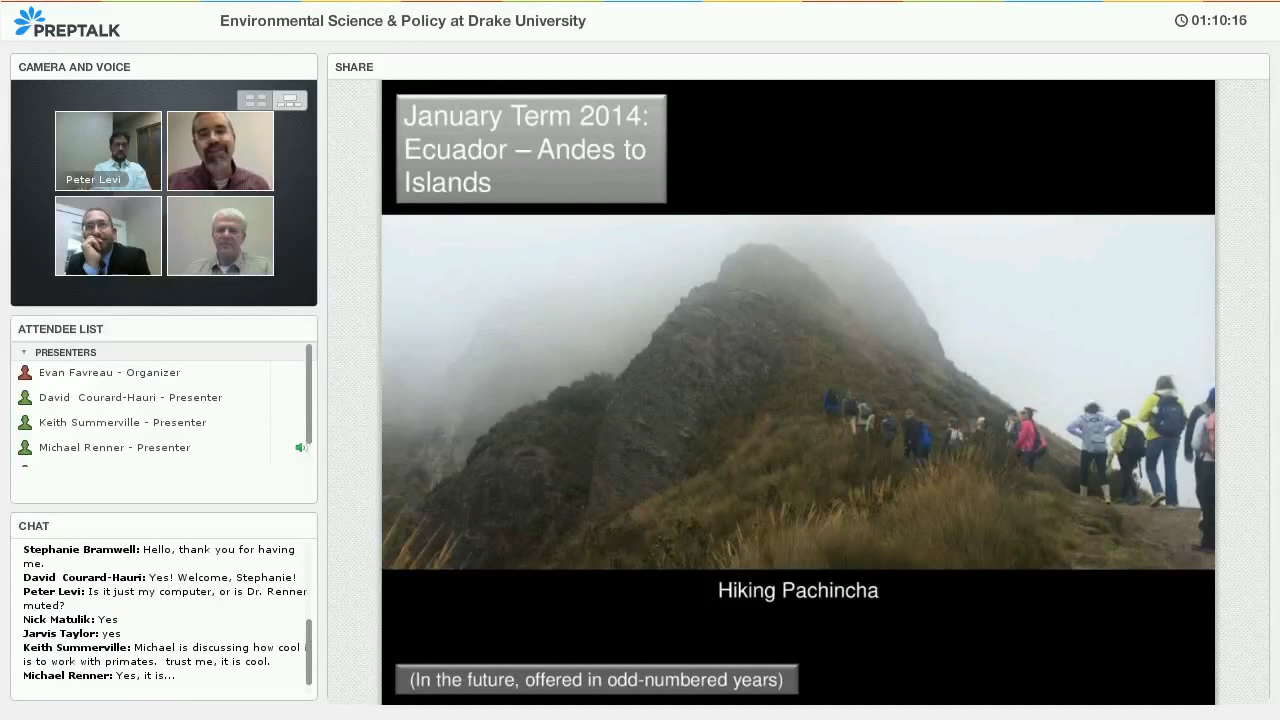 PREPTALK
Environmental Science & Policy at Drake University
01:10:16
CAMERA AND VOICE
Peter Levi
ATTENDEE LIST
PRESENTERS
Evan Favreau - Organizer
David Courard-Hauri - Presenter
Keith Summerville - Presenter
Michael Renner - Presenter
CHAT
Stephanie Bramwell: Hello, thank you for having
me.
David Courard-Hauri: Yes! Welcome, Stephanie!
Peter Levi: Is it just my computer, or is Dr. Renner
muted?
Nick Matulik: Yes
Jarvis Taylor: yes
Keith Summerville: Michael is discussing how cool i
is to work with primates. trust me, it is cool.
Michael Renner: Yes, it is...
SHARE
January Term 2014:
Ecuador – Andes to
Islands
Hiking Pachincha
(In the future, offered in odd-numbered years)